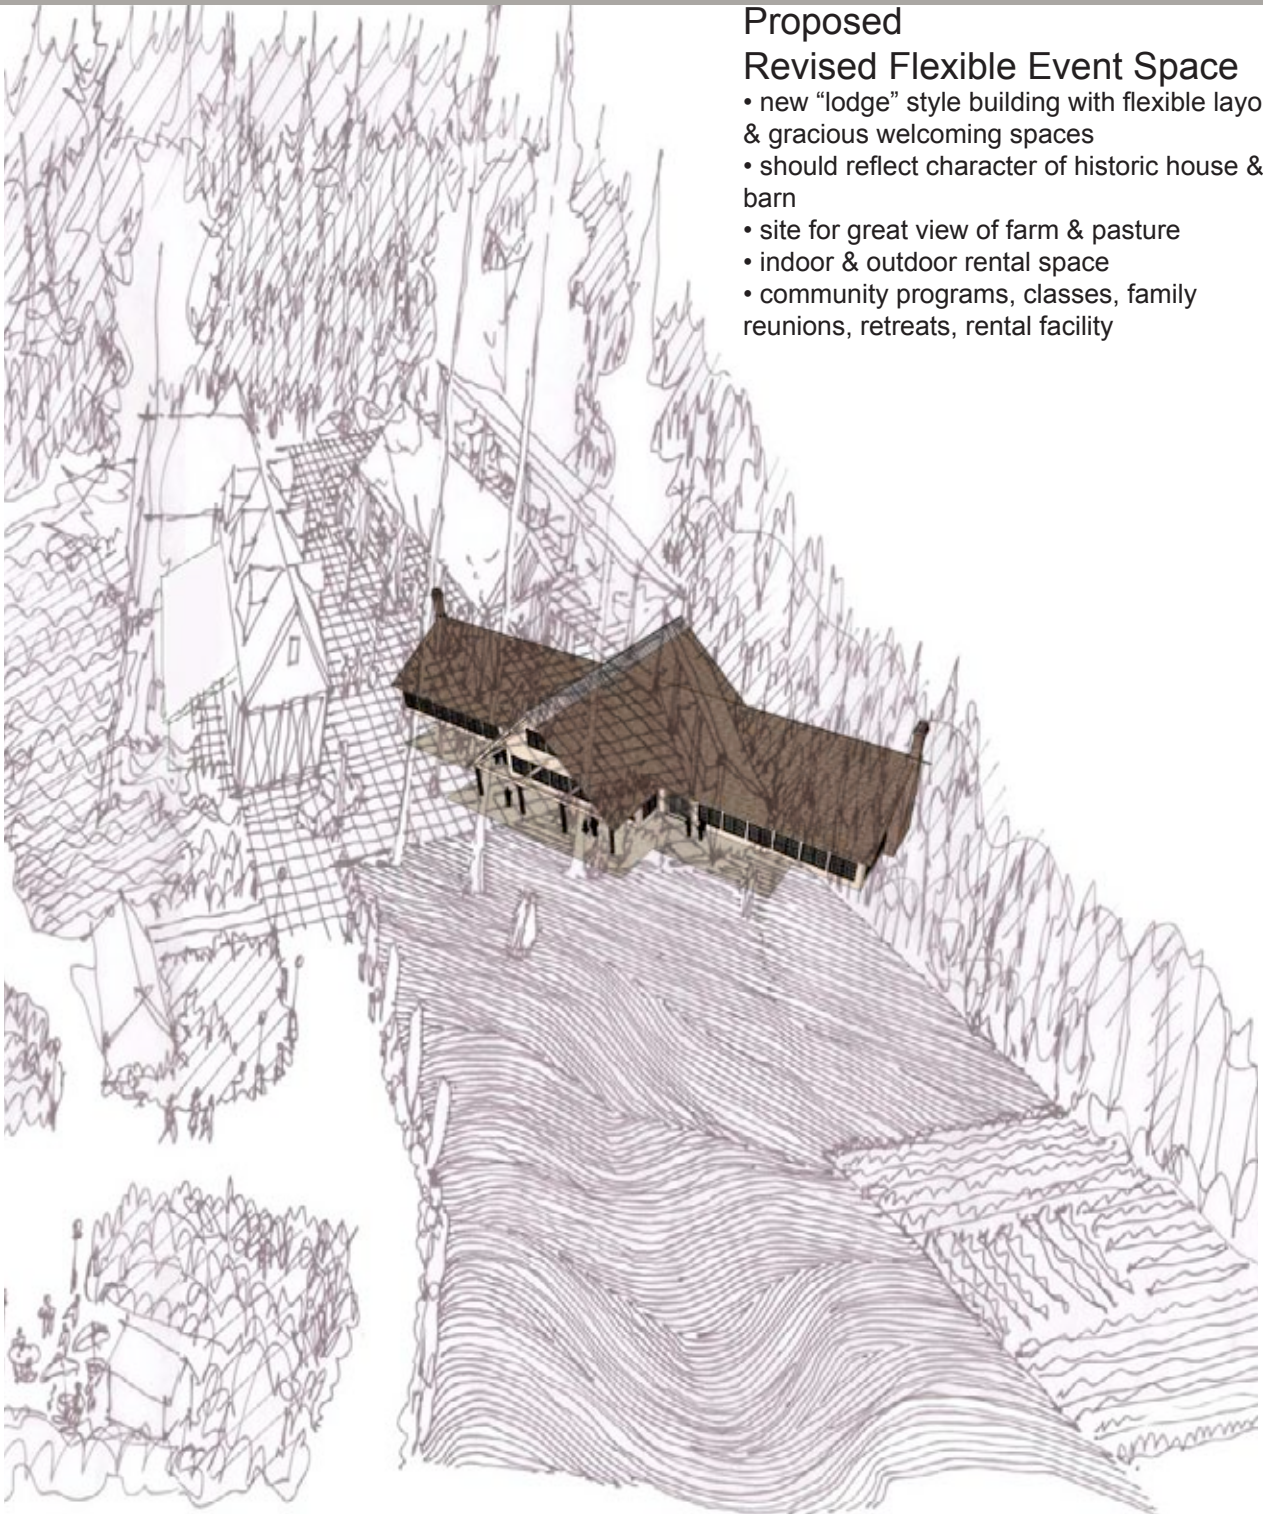 Proposed
Revised Flexible Event Space
• new “lodge” style building with flexible layo
& gracious welcoming spaces
• should reflect character of historic house &
barn
• site for great view of farm & pasture
• indoor & outdoor rental space
• community programs, classes, family
reunions, retreats, rental facility